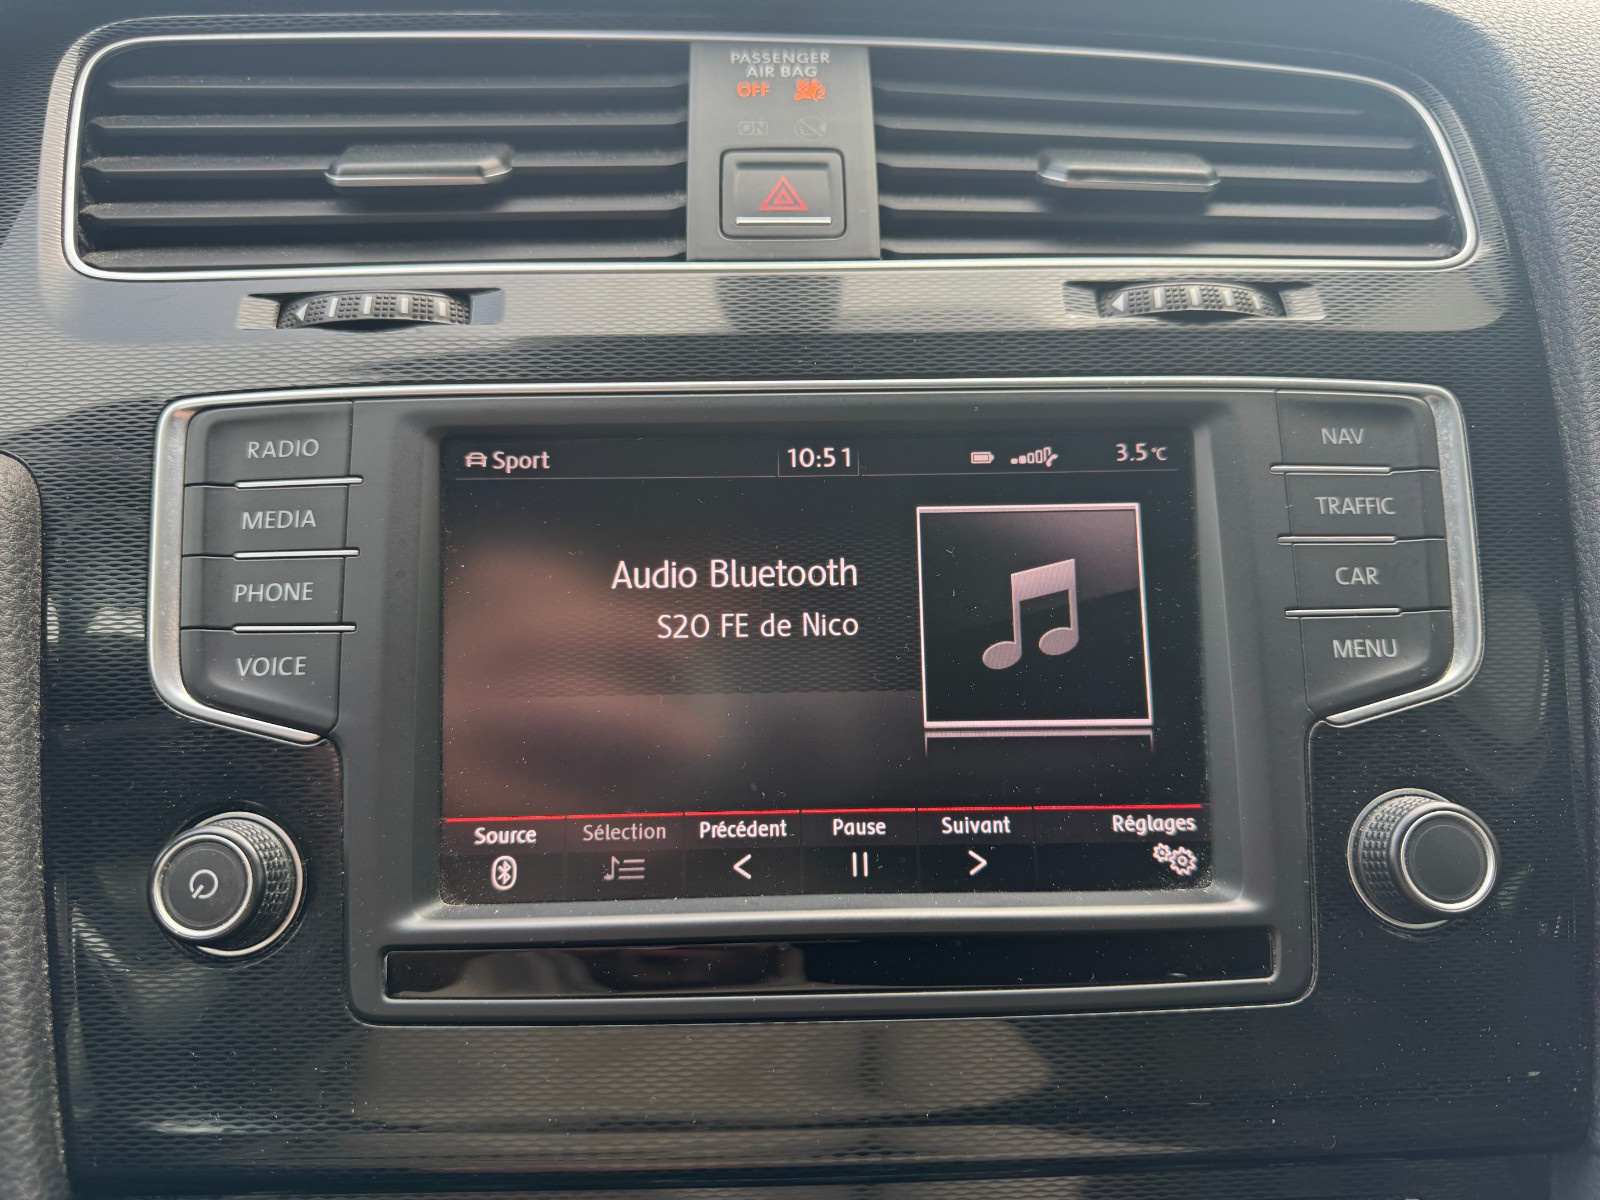 PASSENGER
AIR BAG
OFF
ON
RADIO
MEDIA
PHONE
VOICE
Sport 10:51 3.5°C
Audio Bluetooth
S20 FE de Nico
Source Sélection Précédent Pause Suivant Réglages
NAV
TRAFFIC
CAR
MENU